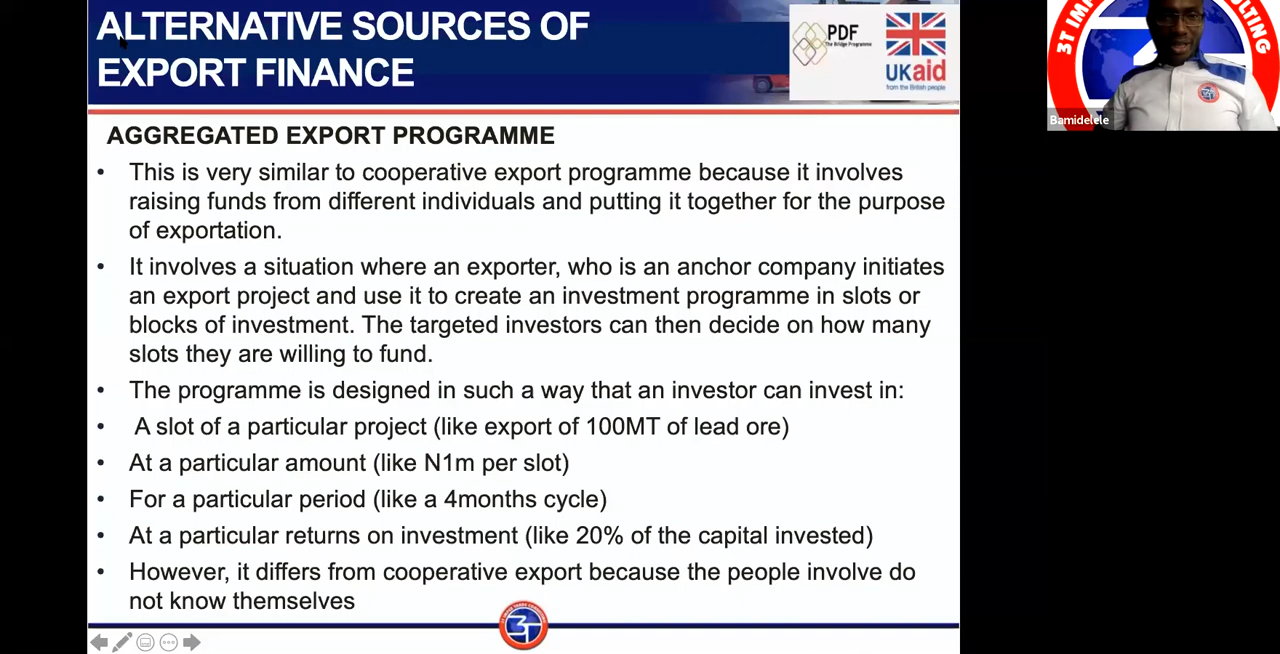 ALTERNATIVE SOURCES OF
EXPORT FINANCE
PDF
The Bridge Programme
UKaid
from the British people
3T IMP
ULTING
Bamidelele
AGGREGATED EXPORT PROGRAMME
• This is very similar to cooperative export programme because it involves
raising funds from different individuals and putting it together for the purpose
of exportation.
• It involves a situation where an exporter, who is an anchor company initiates
an export project and use it to create an investment programme in slots or
blocks of investment. The targeted investors can then decide on how many
slots they are willing to fund.
• The programme is designed in such a way that an investor can invest in:
• A slot of a particular project (like export of 100MT of lead ore)
• At a particular amount (like N1m per slot)
• For a particular period (like a 4months cycle)
• At a particular returns on investment (like 20% of the capital invested)
• However, it differs from cooperative export because the people involve do
not know themselves